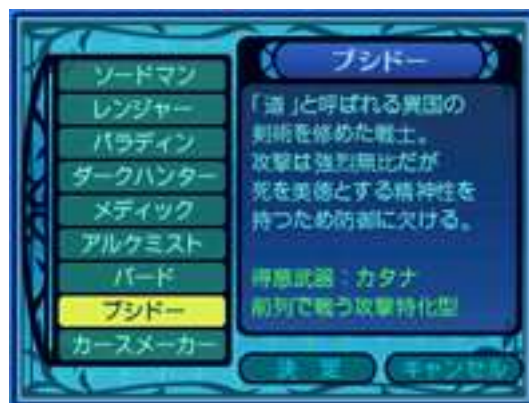 ソードマン
レンジャー
パラディン
ダークハンター
メディック
アルケミスト
バード
ブシドー
カースメーカー
ブシドー
「道」と呼ばれる異国の
剣術を修めた戦士。
攻撃は強烈無比だが
死を美徳とする精神性を
持つため防御に欠ける。
得意武器：カタナ
前列で戦う攻撃特化型
決定
キャンセル